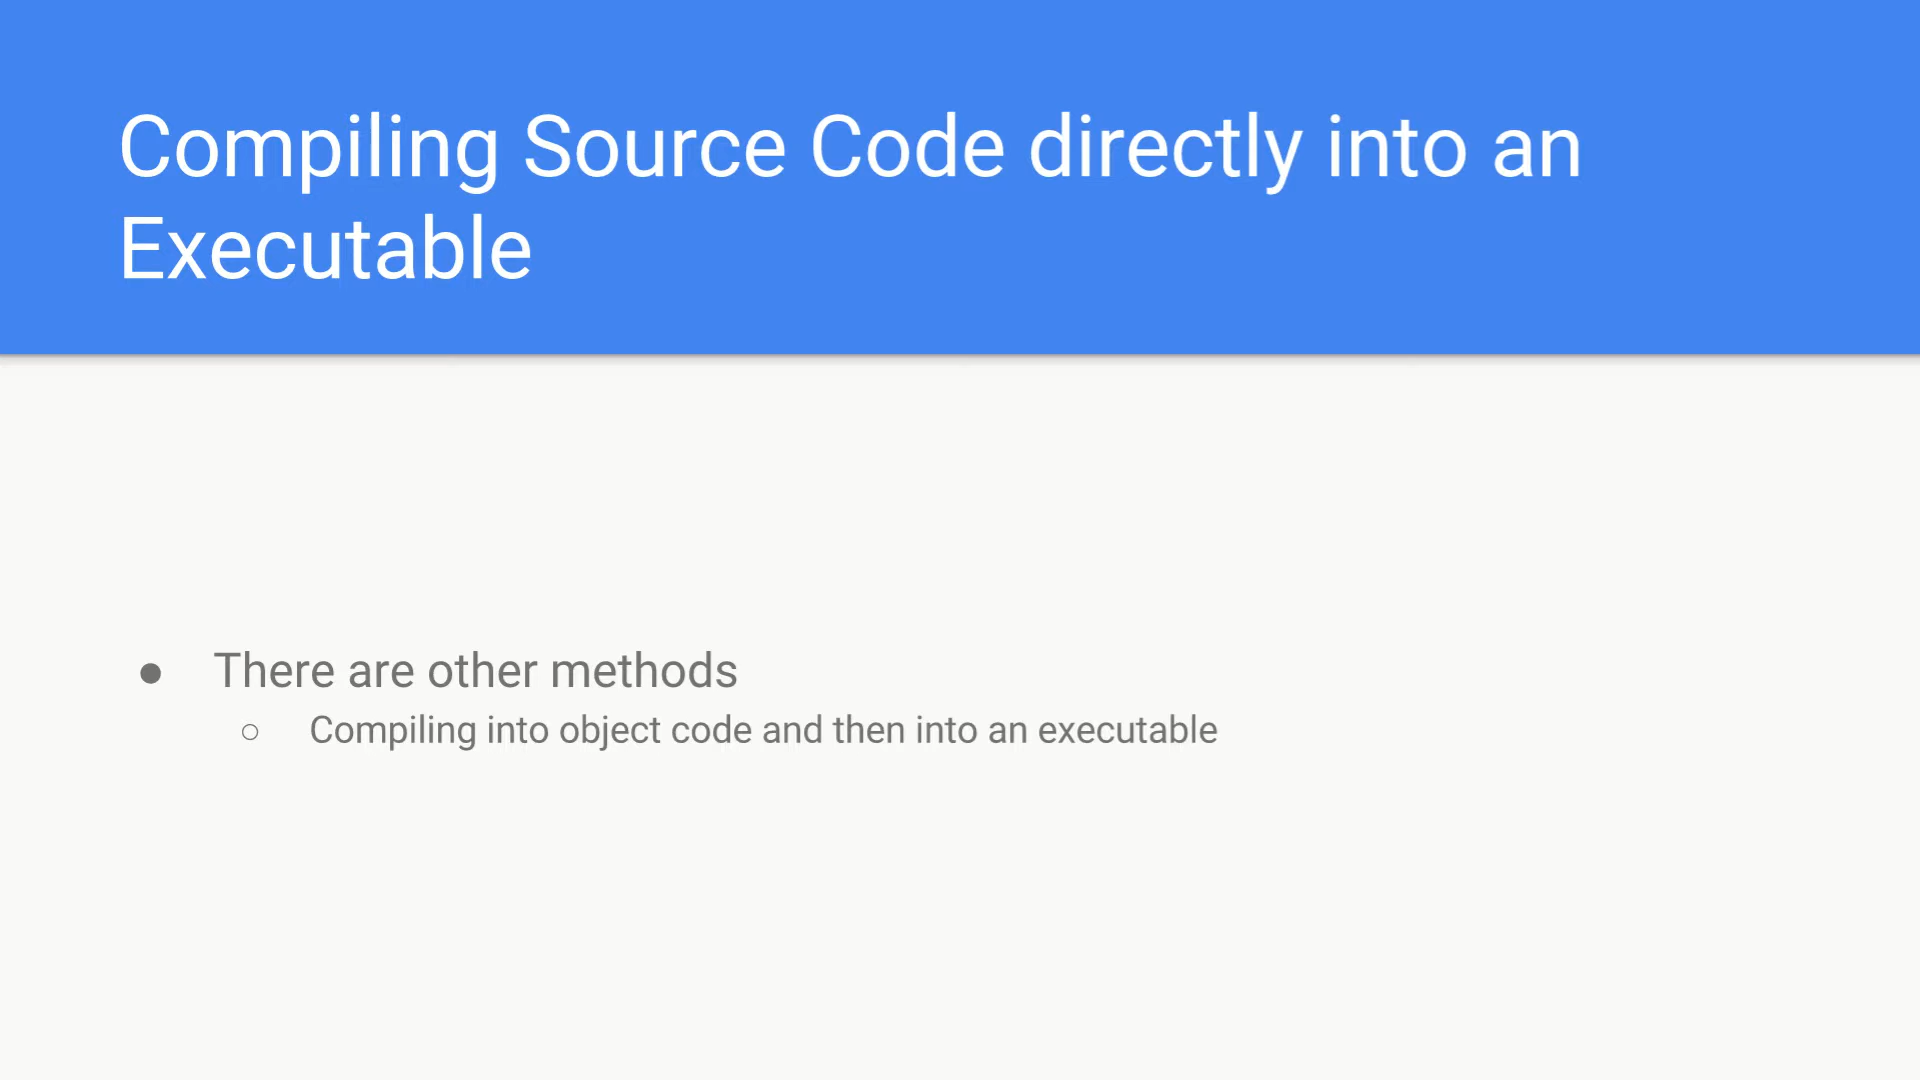 Compiling Source Code directly into an
Executable
● There are other methods
○ Compiling into object code and then into an executable